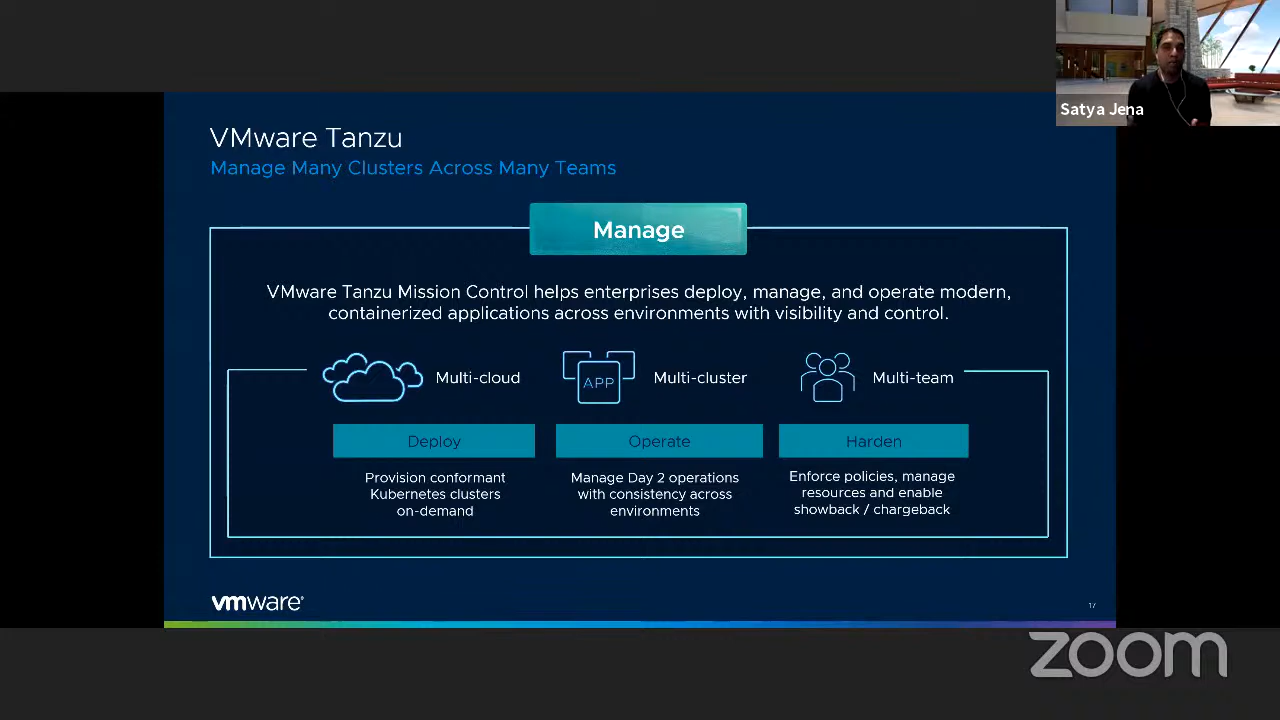 Satya Jena
VMware Tanzu
Manage Many Clusters Across Many Teams
Manage
VMware Tanzu Mission Control helps enterprises deploy, manage, and operate modern,
containerized applications across environments with visibility and control.
Multi-cloud
APP
Multi-cluster
Multi-team
Deploy
Provision conformant
Kubernetes clusters
on-demand
Operate
Manage Day 2 operations
with consistency across
environments
Harden
Enforce policies, manage
resources and enable
showback / chargeback
vmware®
17
zoom